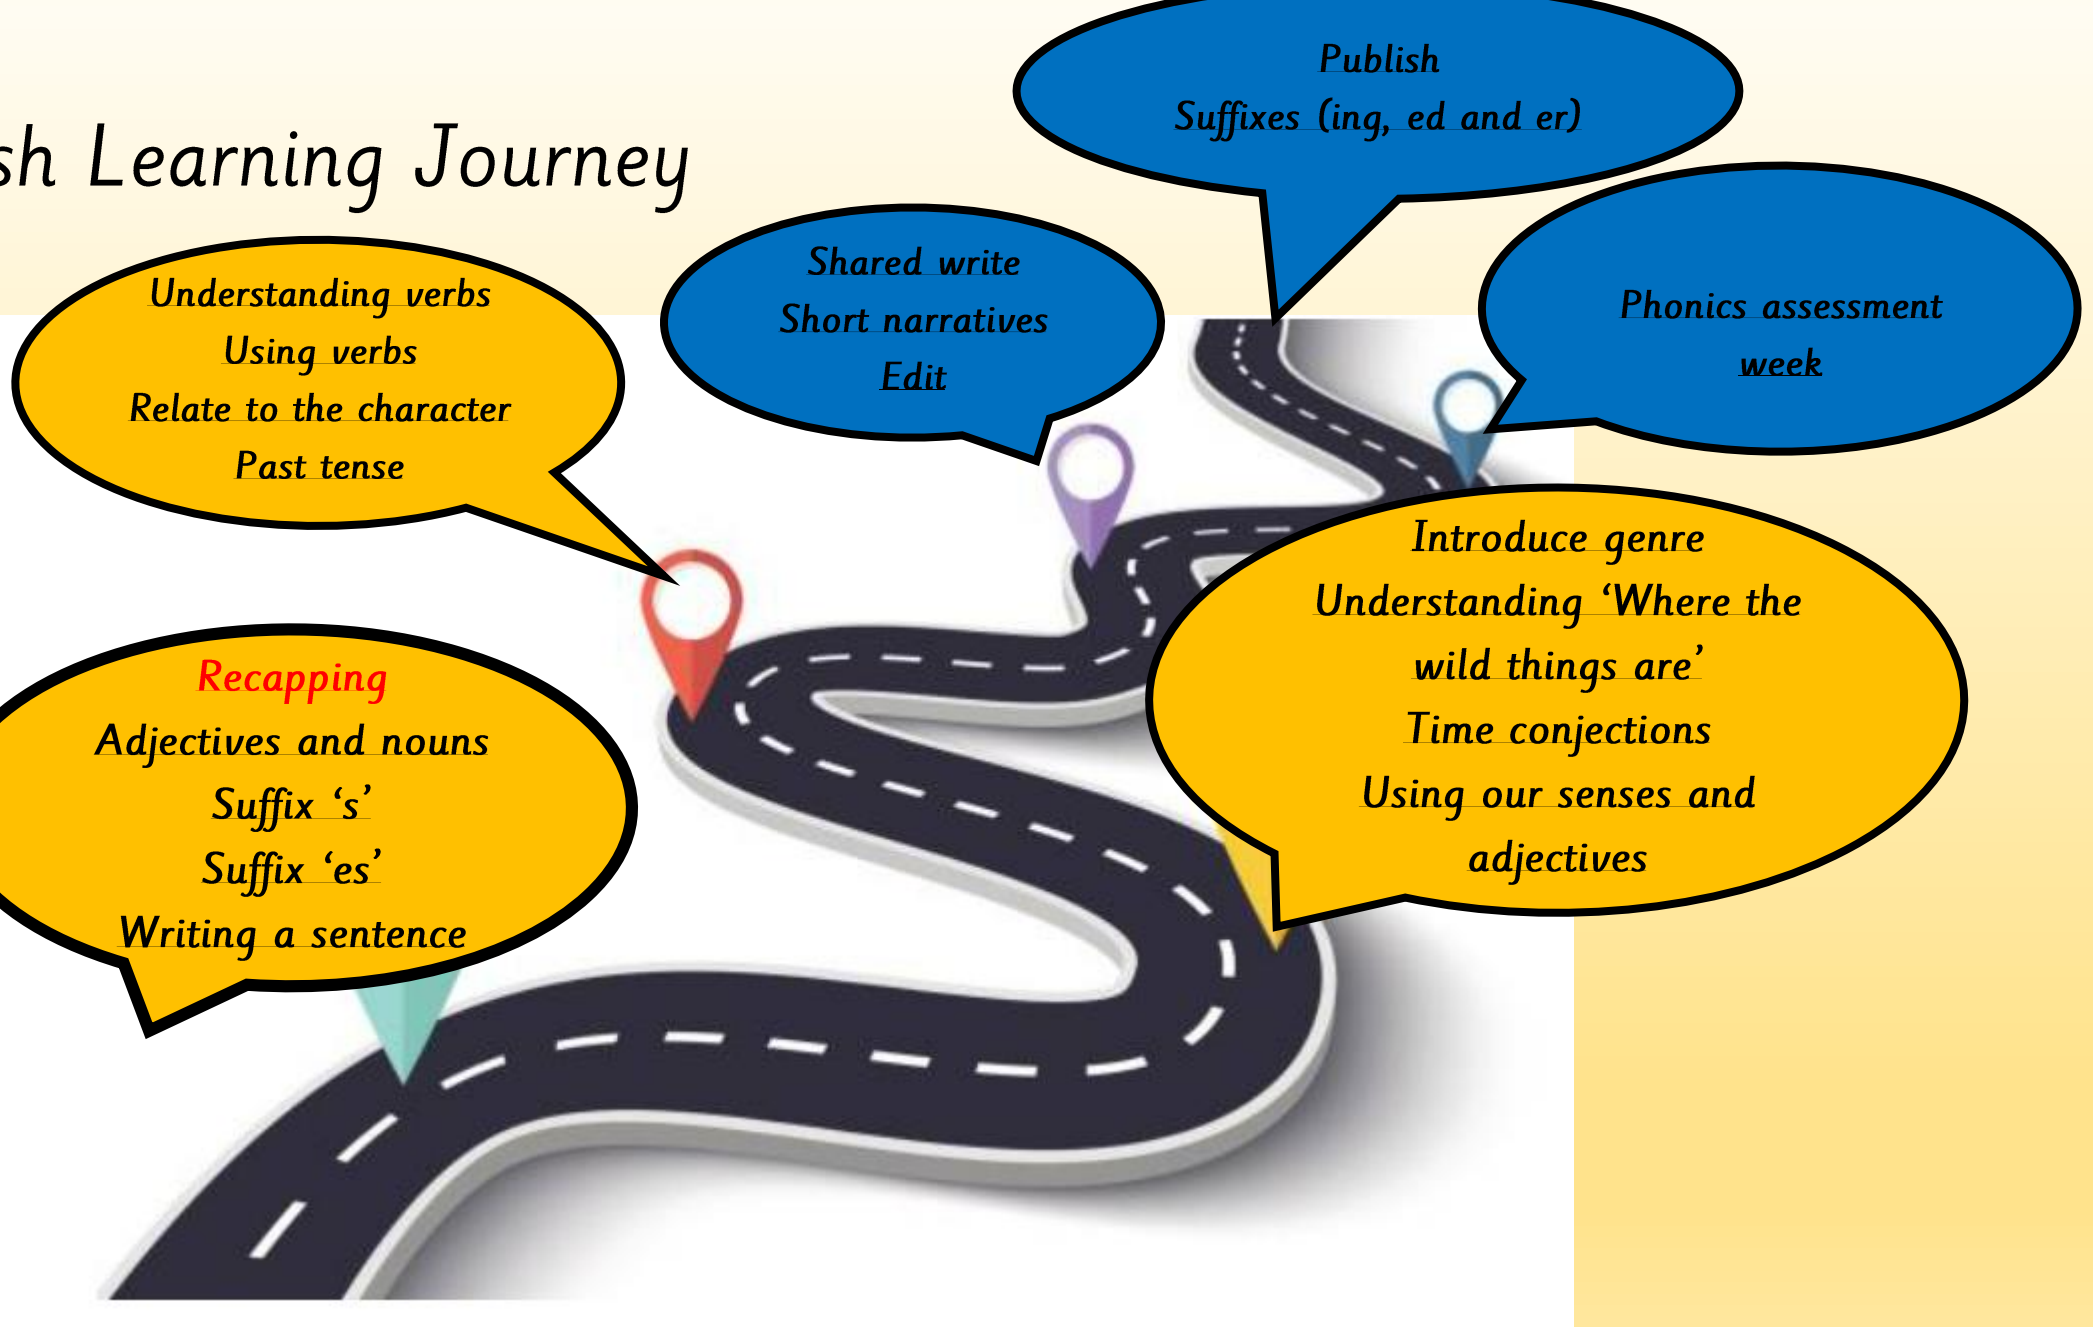 sh Learning Journey
Publish
Suffixes (ing, ed and er)
Understanding verbs
Using verbs
Relate to the character
Past tense
Shared write
Short narratives
Edit
Phonics assessment
week
Introduce genre
Understanding ‘Where the
wild things are’
Time conjections
Using our senses and
adjectives
Recapping
Adjectives and nouns
Suffix ‘s’
Suffix ‘es’
Writing a sentence